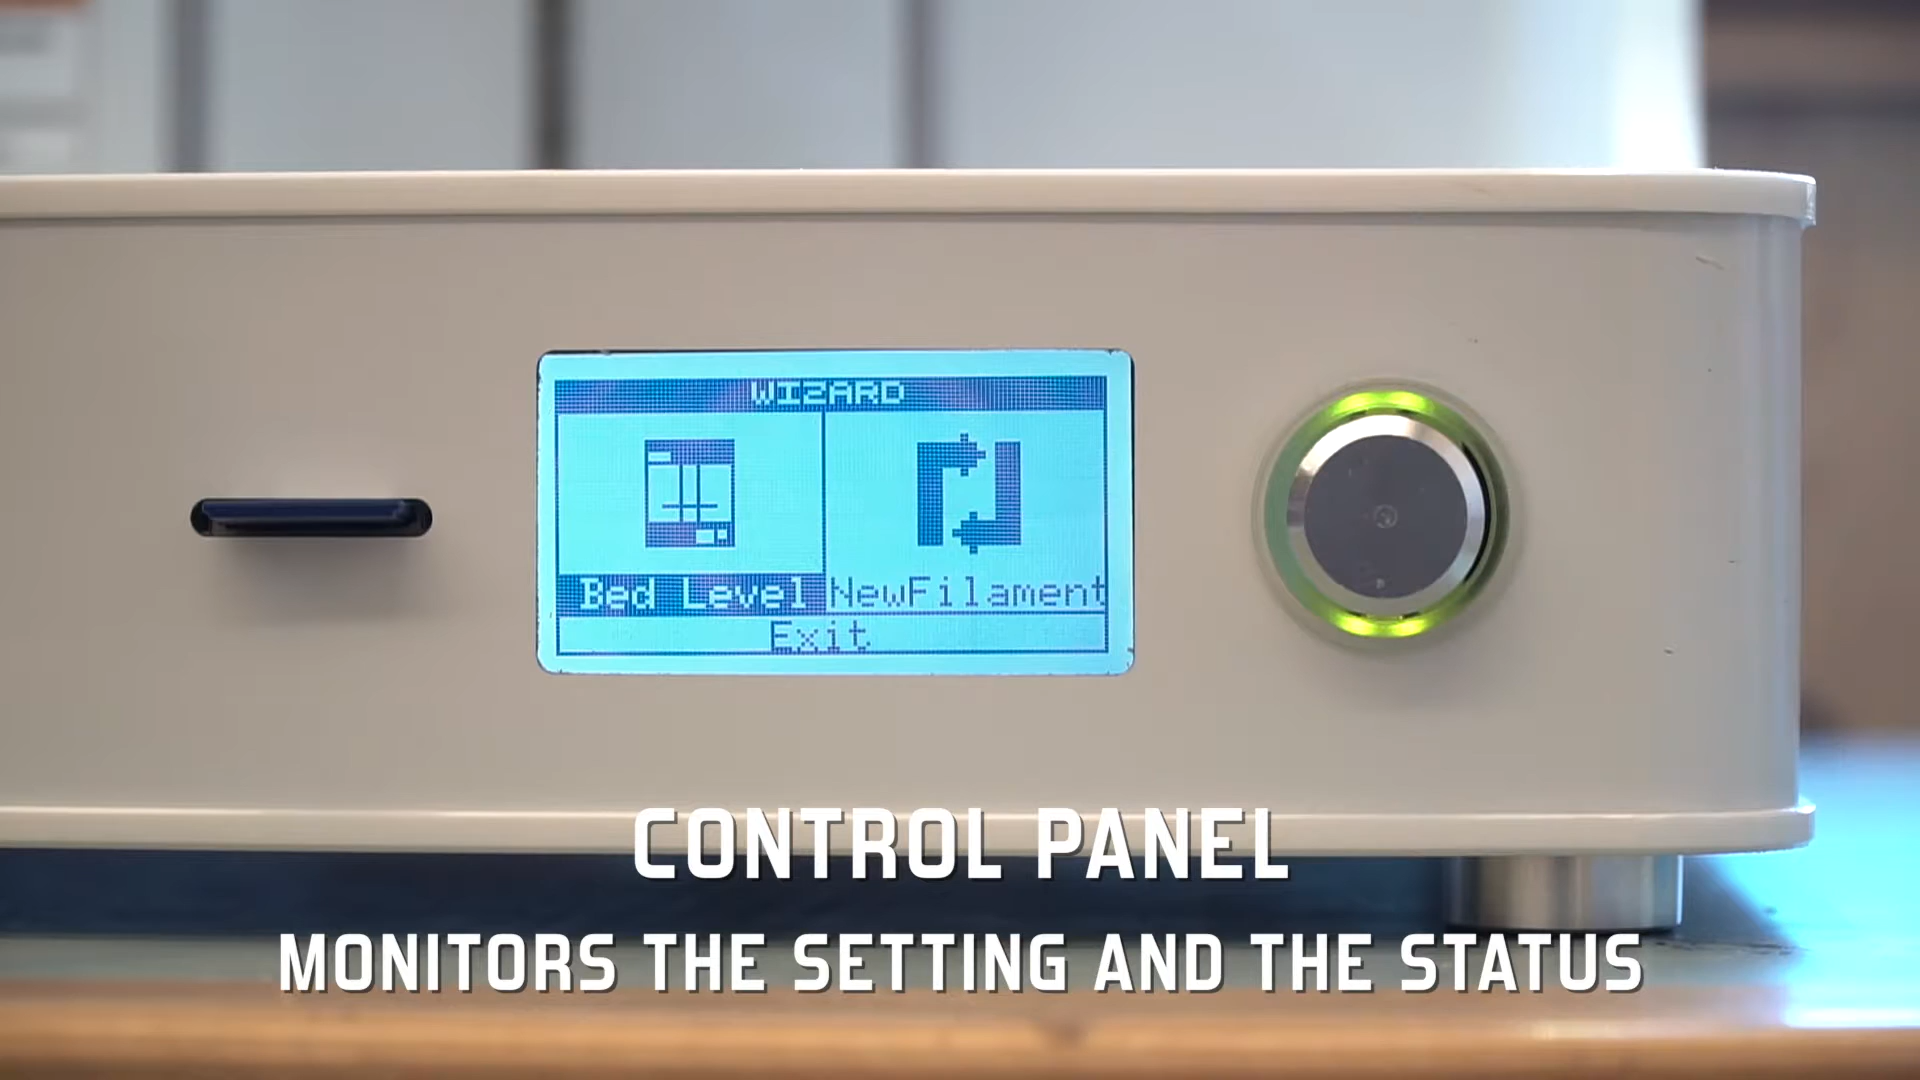 WIZARD
Bed Level NewFilament
Exit
CONTROL PANEL
MONITORS THE SETTING AND THE STATUS